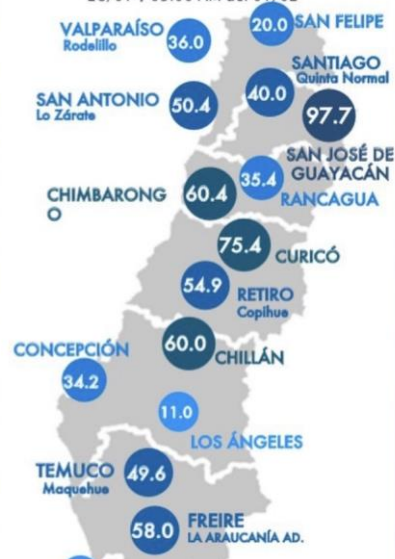 VALPARAÍSO
Rodelillo
36.0
20.0
SAN FELIPE
SANTIAGO
Quinta Normal
40.0
SAN ANTONIO
Lo Zárate
50.4
97.7
SAN JOSÉ DE
GUAYACÁN
CHIMBARONG
O
60.4
35.4
RANCAGUA
75.4
CURICÓ
54.9
RETIRO
Copihue
CONCEPCIÓN
34.2
60.0
CHILLÁN
11.0
LOS ÁNGELES
TEMUCO
Maquehue
49.6
58.0
FREIRE
LA ARAUCANÍA AD.